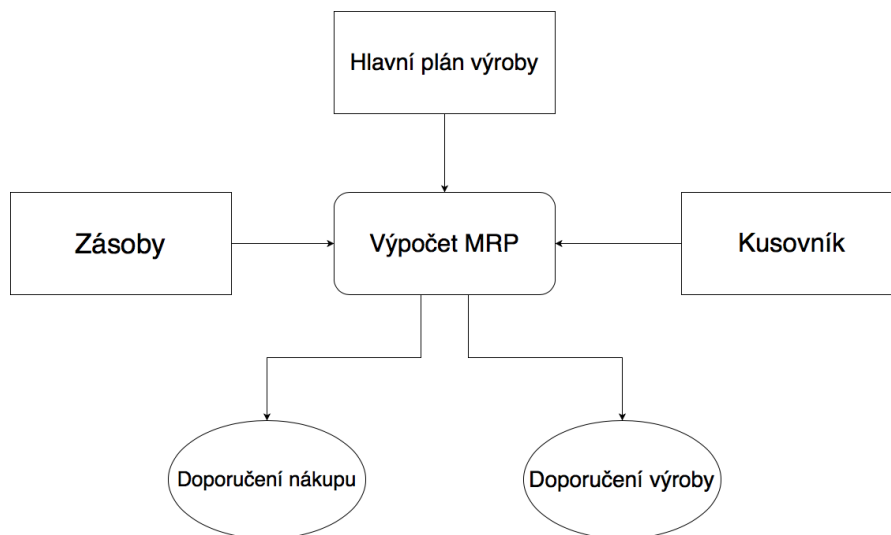 Hlavní plán výroby
Zásoby
Výpočet MRP
Kusovník
Doporučení nákupu
Doporučení výroby